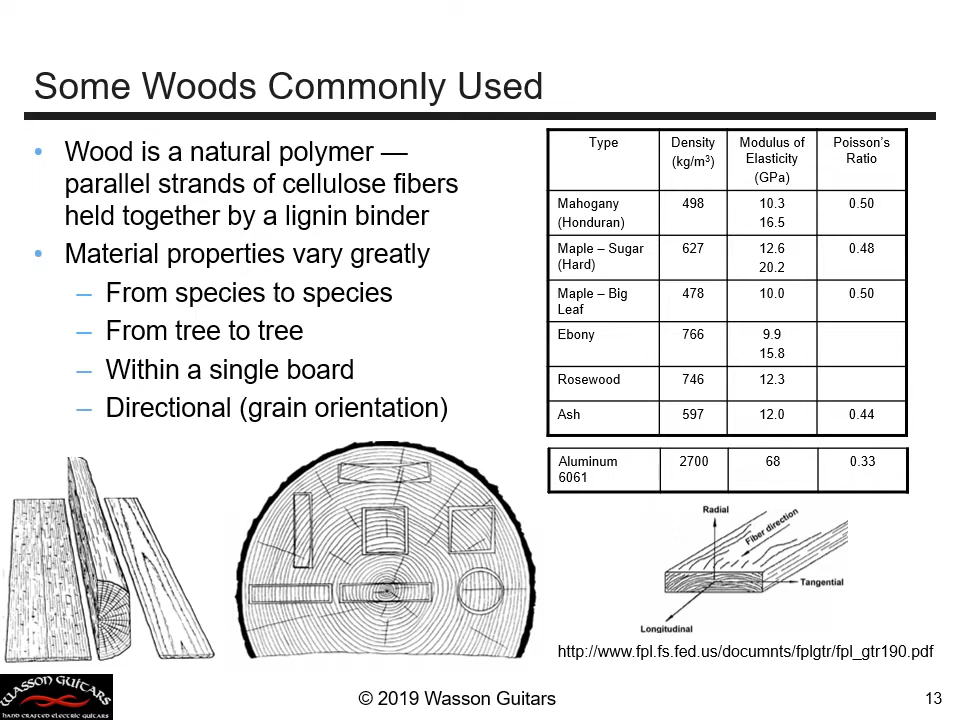 Some Woods Commonly Used
• Wood is a natural polymer —
parallel strands of cellulose fibers
held together by a lignin binder
• Material properties vary greatly
– From species to species
– From tree to tree
– Within a single board
– Directional (grain orientation)
Type Density (kg/m³) Modulus of Elasticity (GPa) Poisson's Ratio
Mahogany (Honduran) 498 10.3 16.5 0.50
Maple – Sugar (Hard) 627 12.6 20.2 0.48
Maple – Big Leaf 478 10.0 0.50
Ebony 766 9.9 15.8
Rosewood 746 12.3
Ash 597 12.0 0.44
Aluminum 6061 2700 68 0.33
Radial
Fiber direction
Tangential
Longitudinal
http://www.fpl.fs.fed.us/documnts/fplgtr/fpl_gtr190.pdf
WASSON GUITARS
HAND CRAFTED ELECTRIC GUITARS
© 2019 Wasson Guitars
13